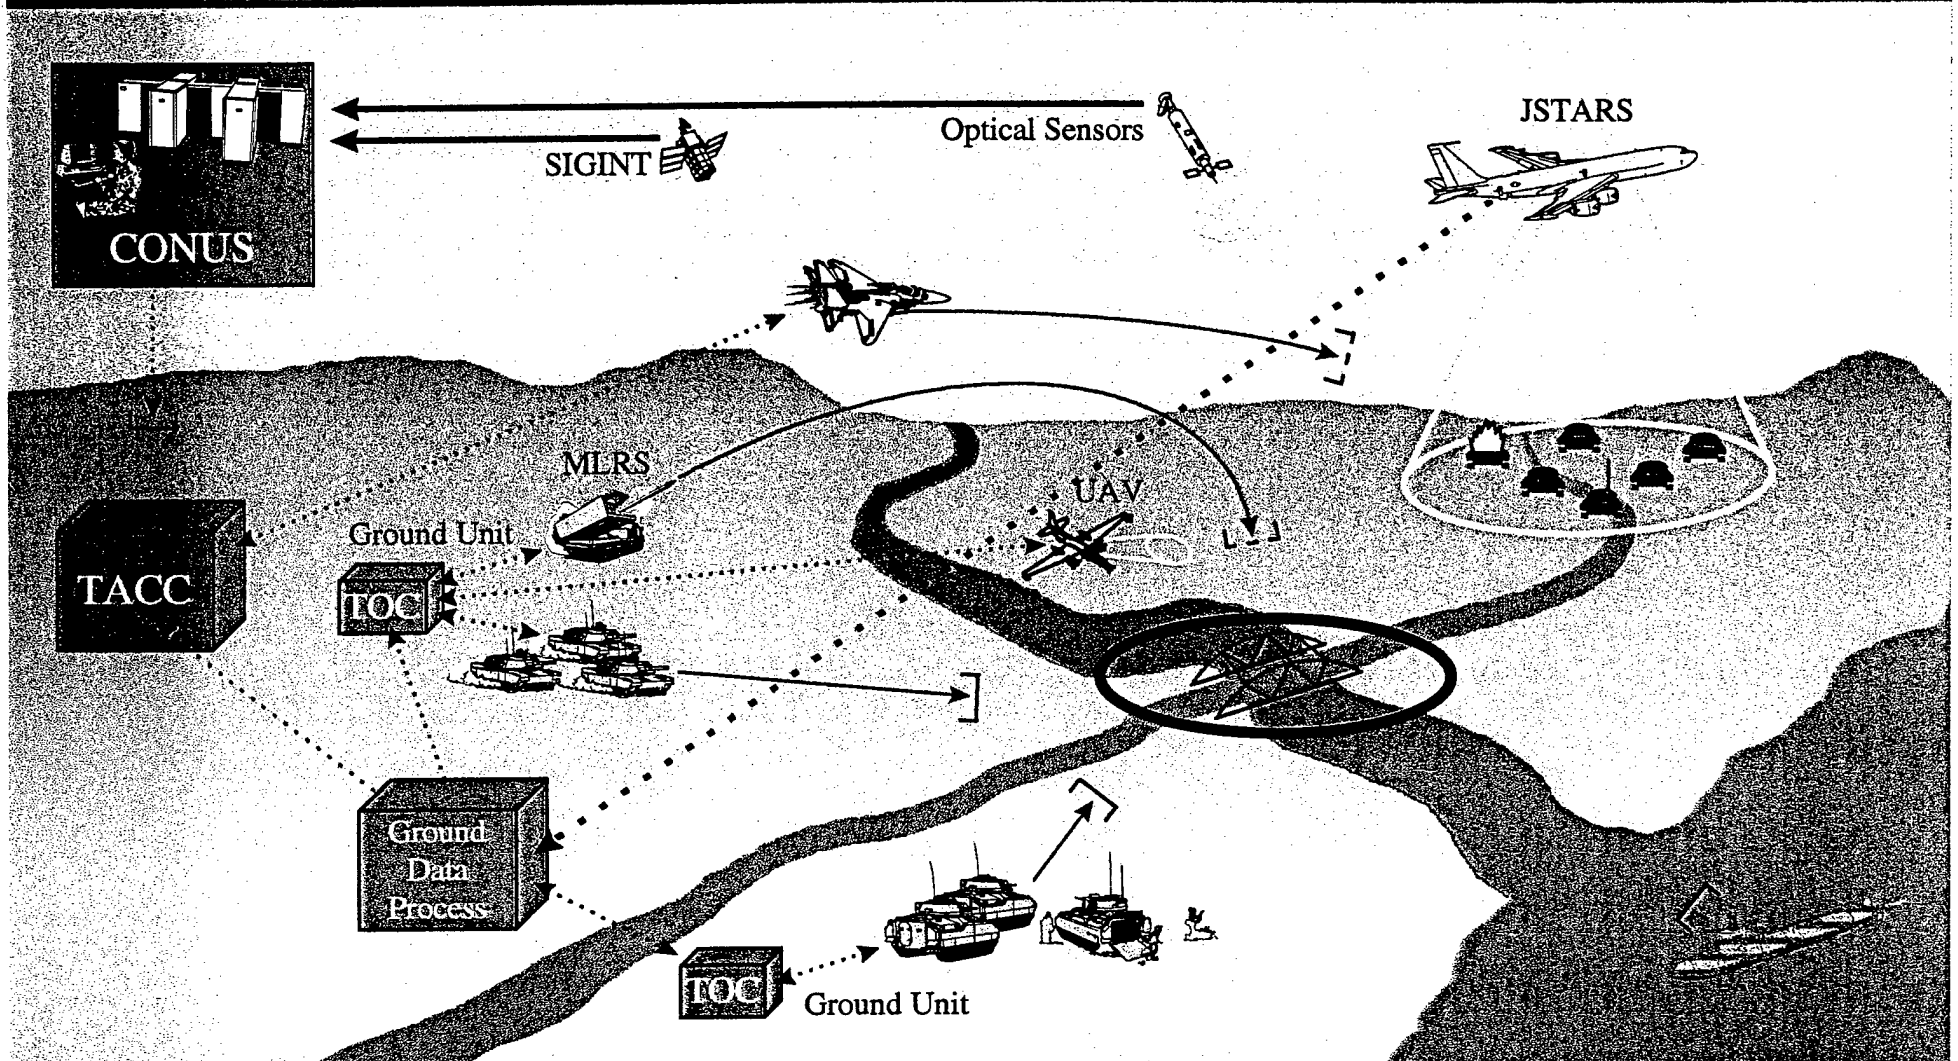 JSTARS
Optical Sensors
SIGINT
CONUS
MLRS
UAV
Ground Unit
TACC
TOC
Ground
Data
Process
TOC
Ground Unit